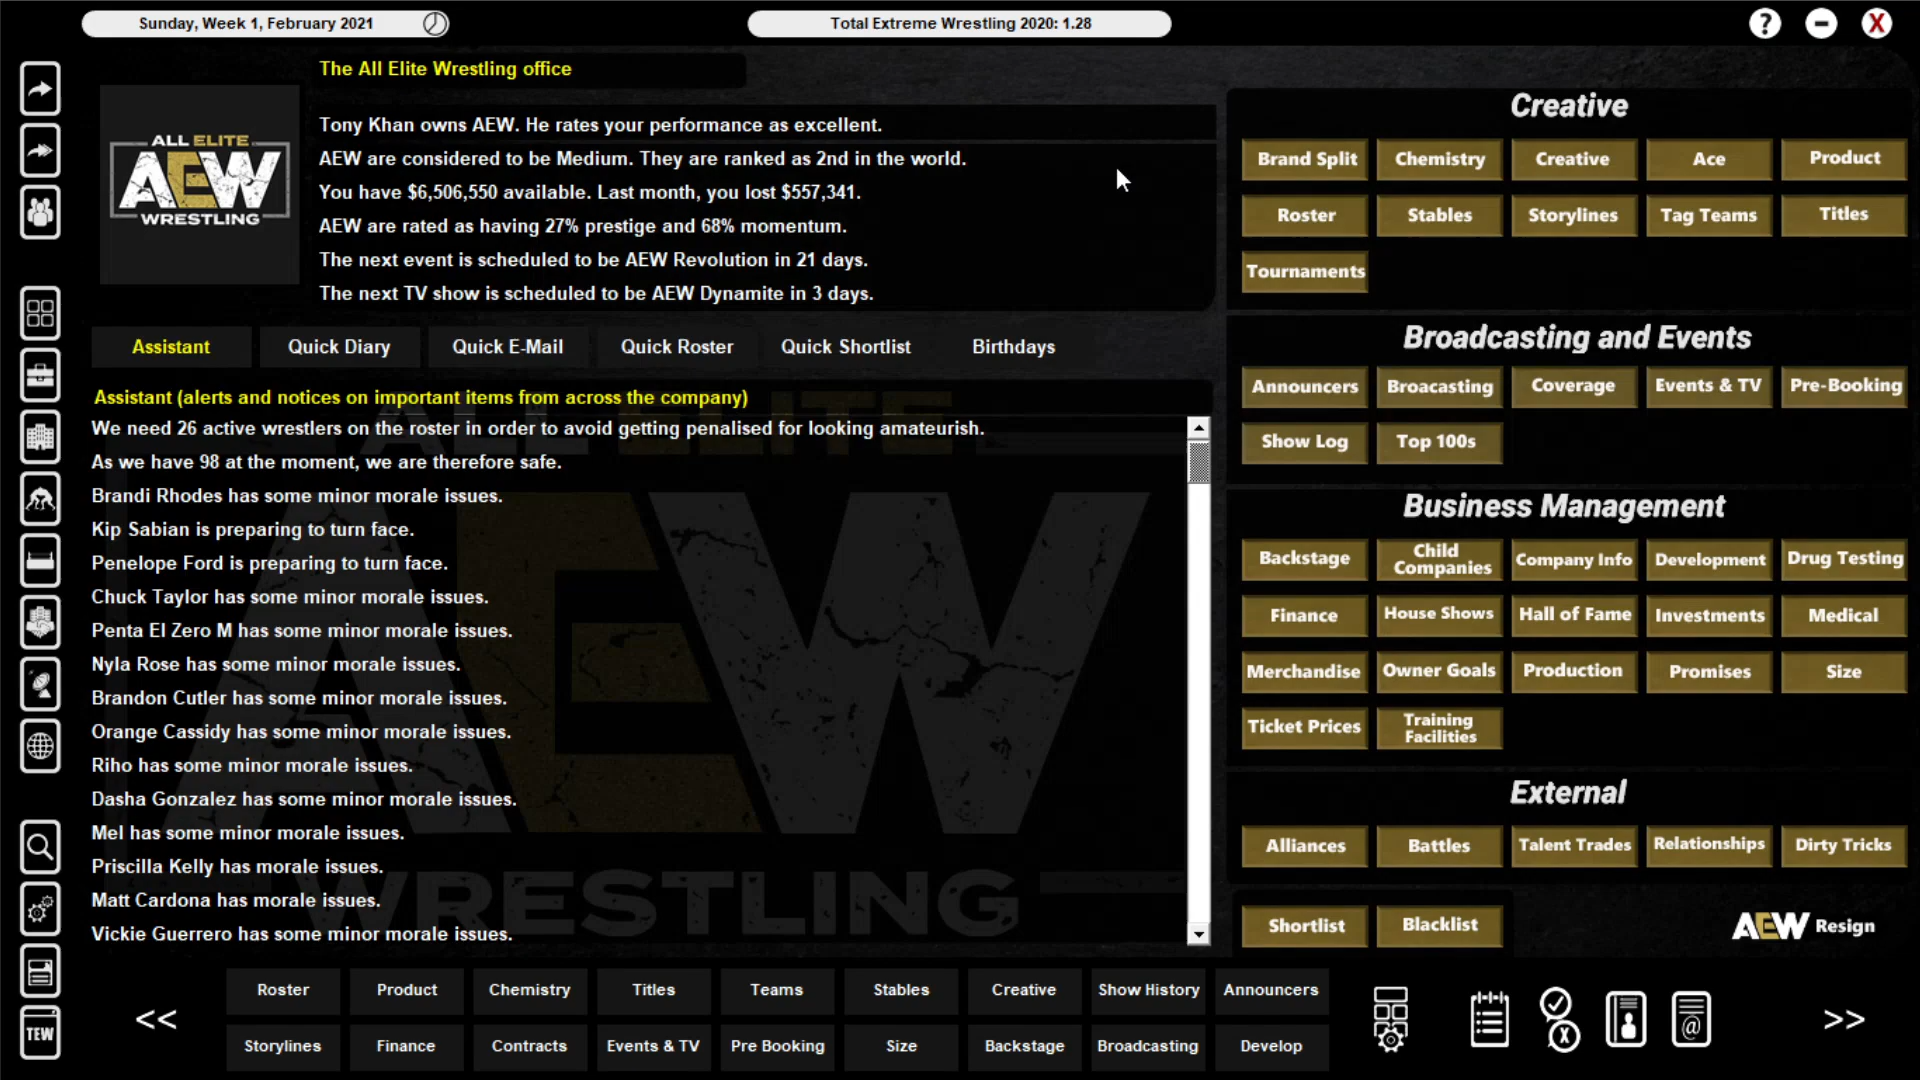 Sunday, Week 1, February 2021
Total Extreme Wrestling 2020: 1.28
?
X
The All Elite Wrestling office
ALL ELITE
AEW
WRESTLING
Tony Khan owns AEW. He rates your performance as excellent.
AEW are considered to be Medium. They are ranked as 2nd in the world.
You have $6,506,550 available. Last month, you lost $557,341.
AEW are rated as having 27% prestige and 68% momentum.
The next event is scheduled to be AEW Revolution in 21 days.
The next TV show is scheduled to be AEW Dynamite in 3 days.
Assistant Quick Diary Quick E-Mail Quick Roster Quick Shortlist Birthdays
Assistant (alerts and notices on important items from across the company)
We need 26 active wrestlers on the roster in order to avoid getting penalised for looking amateurish.
As we have 98 at the moment, we are therefore safe.
Brandi Rhodes has some minor morale issues.
Kip Sabian is preparing to turn face.
Penelope Ford is preparing to turn face.
Chuck Taylor has some minor morale issues.
Penta El Zero M has some minor morale issues.
Nyla Rose has some minor morale issues.
Brandon Cutler has some minor morale issues.
Orange Cassidy has some minor morale issues.
Riho has some minor morale issues.
Dasha Gonzalez has some minor morale issues.
Mel has some minor morale issues.
Priscilla Kelly has morale issues.
Matt Cardona has morale issues.
Vickie Guerrero has some minor morale issues.
ALL ELITE
AEW
WRESTLING
Creative
Brand Split Chemistry Creative Ace Product
Roster Stables Storylines Tag Teams Titles
Tournaments
Broadcasting and Events
Announcers Broacasting Coverage Events & TV Pre-Booking
Show Log Top 100s
Business Management
Backstage Child Companies Company Info Development Drug Testing
Finance House Shows Hall of Fame Investments Medical
Merchandise Owner Goals Production Promises Size
Ticket Prices Training Facilities
External
Alliances Battles Talent Trades Relationships Dirty Tricks
Shortlist Blacklist AEW Resign
TEW
<< Roster Product Chemistry Titles Teams Stables Creative Show History Announcers >>
Storylines Finance Contracts Events & TV Pre Booking Size Backstage Broadcasting Develop